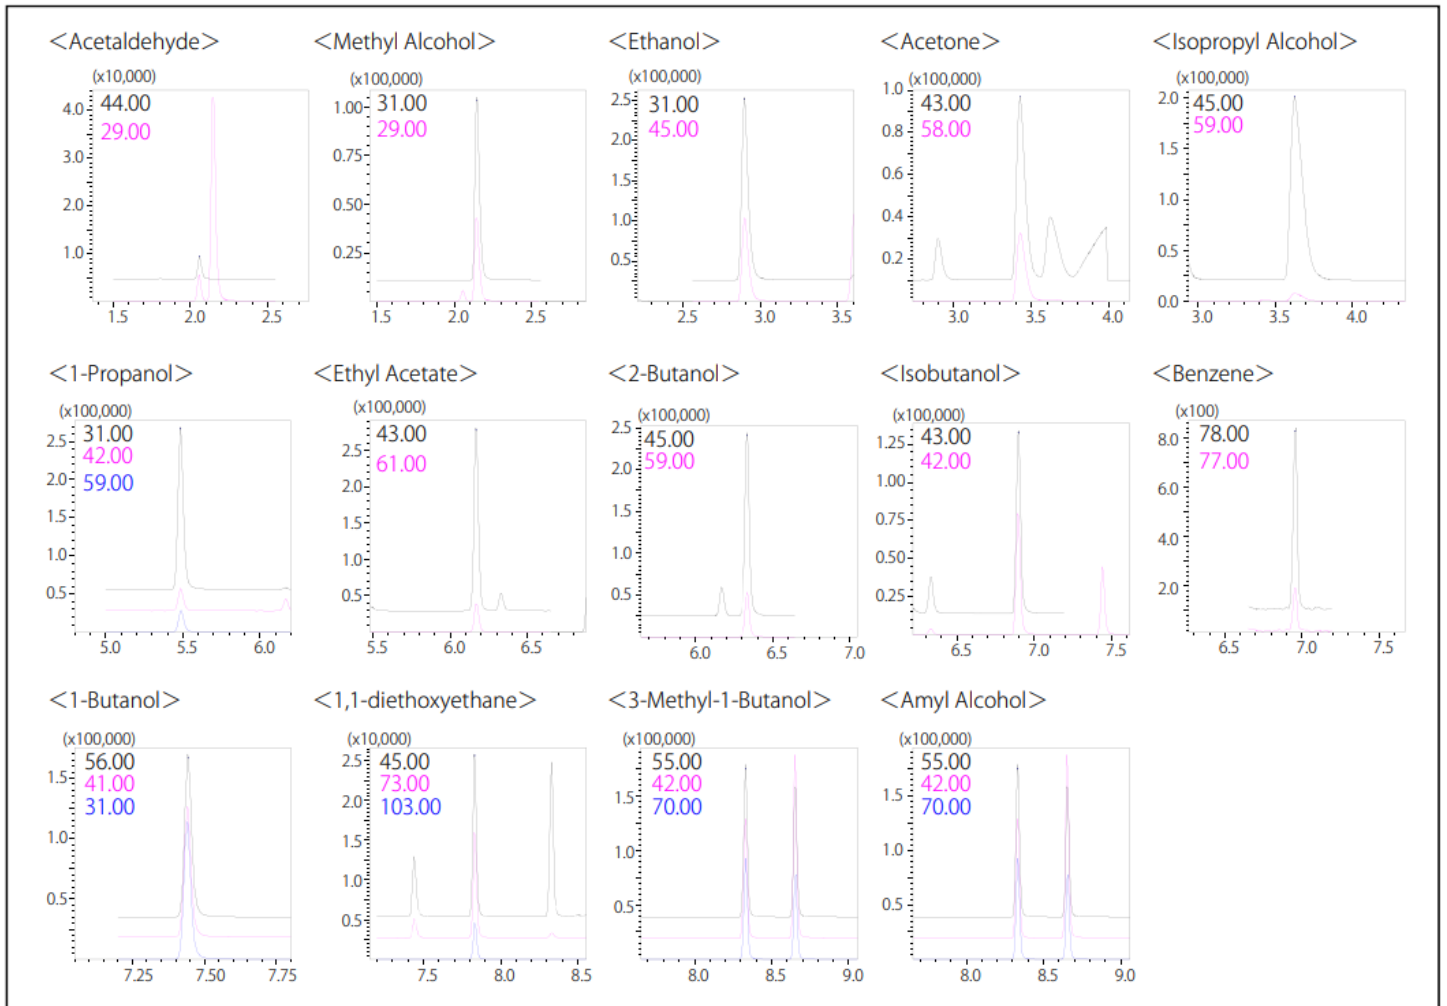 <Acetaldehyde> <Methyl Alcohol> <Ethanol> <Acetone> <Isopropyl Alcohol>
(x10,000) (x100,000) (x100,000) (x100,000) (x100,000)
44.00 31.00 31.00 43.00 45.00
29.00 29.00 45.00 58.00 59.00
4.0 3.0 2.0 1.0
1.5 2.0 2.5
1.00 0.75 0.50 0.25
1.5 2.0 2.5
2.5 2.0 1.5 1.0 0.5
2.5 3.0 3.5
1.0 0.8 0.6 0.4 0.2
3.0 3.5 4.0
2.0 1.5 1.0 0.5 0.0
3.0 3.5 4.0
<1-Propanol> <Ethyl Acetate> <2-Butanol> <Isobutanol> <Benzene>
(x100,000) (x100,000) (x100,000) (x100,000) (x100)
31.00 43.00 45.00 43.00 78.00
42.00 61.00 59.00 42.00 77.00
59.00
2.5 2.0 1.5 1.0 0.5
5.0 5.5 6.0
2.5 2.0 1.5 1.0 0.5
5.5 6.0 6.5
2.5 2.0 1.5 1.0 0.5
6.0 6.5 7.0
1.25 1.00 0.75 0.50 0.25
6.5 7.0 7.5
8.0 6.0 4.0 2.0
6.5 7.0 7.5
<1-Butanol> <1,1-diethoxyethane> <3-Methyl-1-Butanol> <Amyl Alcohol>
(x100,000) (x10,000) (x100,000) (x100,000)
56.00 45.00 55.00 55.00
41.00 73.00 42.00 42.00
31.00 103.00 70.00 70.00
1.5 1.0 0.5
7.25 7.50 7.75
2.5 2.0 1.5 1.0 0.5
7.5 8.0 8.5
1.5 1.0 0.5
8.0 8.5 9.0
1.5 1.0 0.5
8.0 8.5 9.0